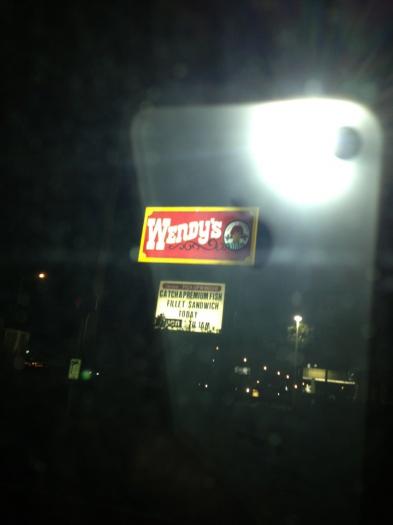 WENDY'S
CATCH A PREMIUM FISH
FILLET SANDWICH
TODAY